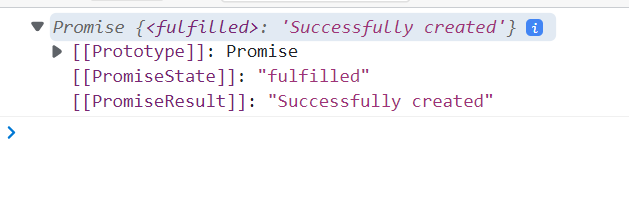 Promise {<fulfilled>: 'Successfully created'} i
[[Prototype]]: Promise
[[PromiseState]]: "fulfilled"
[[PromiseResult]]: "Successfully created"